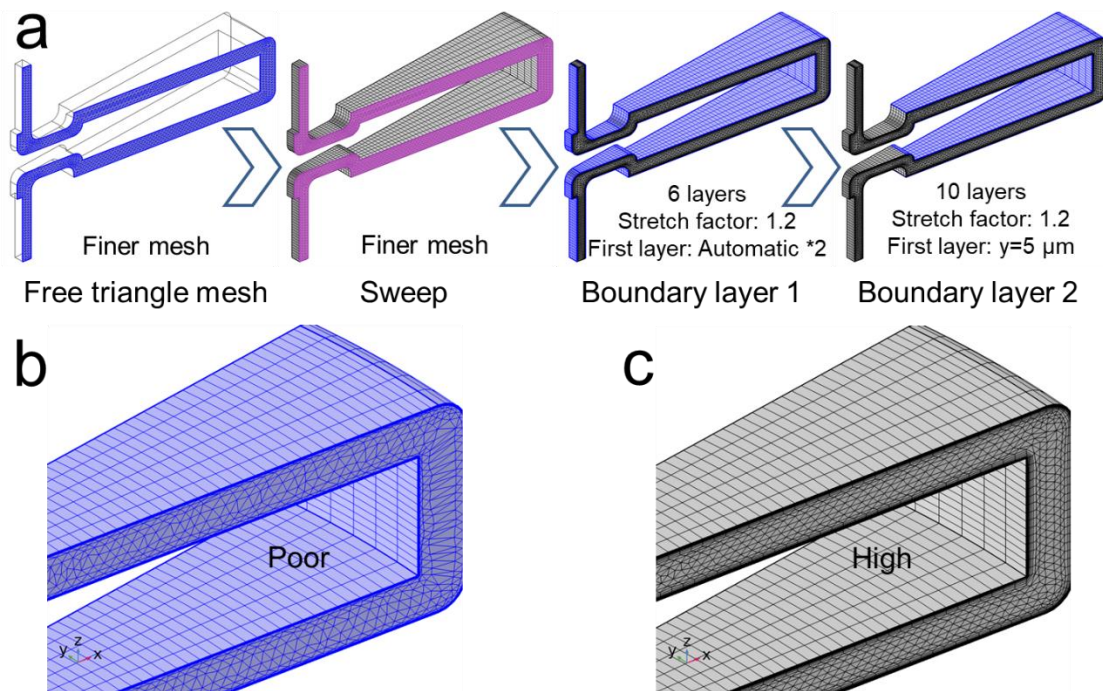 a
Finer mesh
Free triangle mesh
Finer mesh
Sweep
6 layers
Stretch factor: 1.2
First layer: Automatic *2
Boundary layer 1
10 layers
Stretch factor: 1.2
First layer: y=5 μm
Boundary layer 2
b
Poor
y z x
c
High
y z x